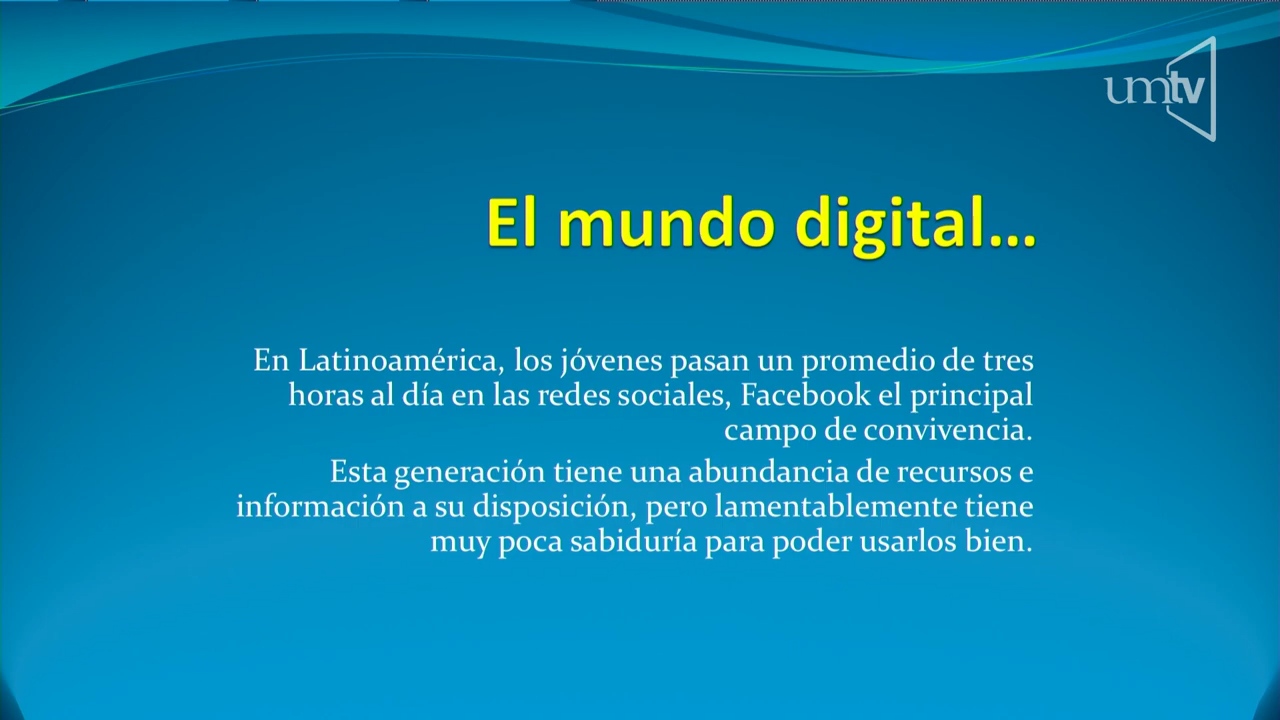 umtv
El mundo digital...
En Latinoamérica, los jóvenes pasan un promedio de tres
horas al día en las redes sociales, Facebook el principal
campo de convivencia.
Esta generación tiene una abundancia de recursos e
información a su disposición, pero lamentablemente tiene
muy poca sabiduría para poder usarlos bien.